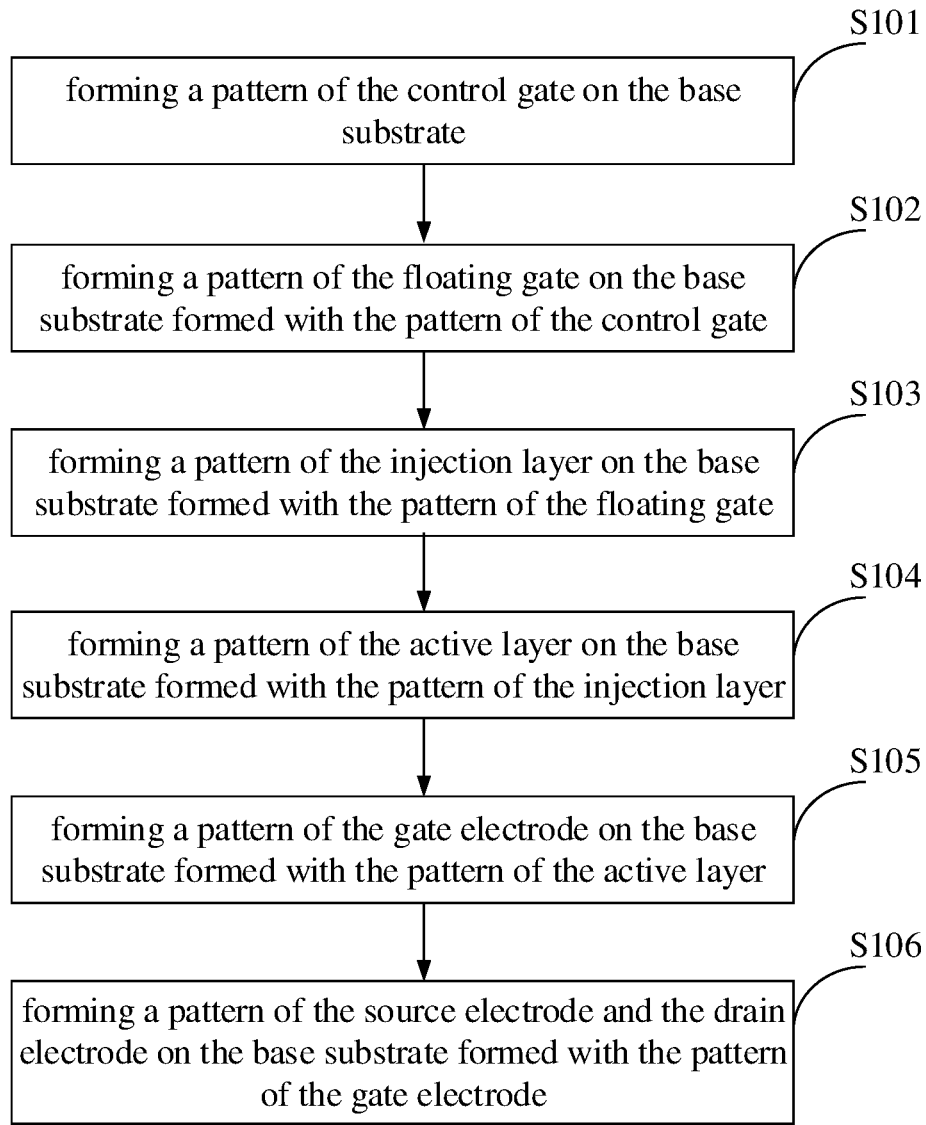 S101
forming a pattern of the control gate on the base
substrate
S102
forming a pattern of the floating gate on the base
substrate formed with the pattern of the control gate
S103
forming a pattern of the injection layer on the base
substrate formed with the pattern of the floating gate
S104
forming a pattern of the active layer on the base
substrate formed with the pattern of the injection layer
S105
forming a pattern of the gate electrode on the base
substrate formed with the pattern of the active layer
S106
forming a pattern of the source electrode and the drain
electrode on the base substrate formed with the pattern
of the gate electrode